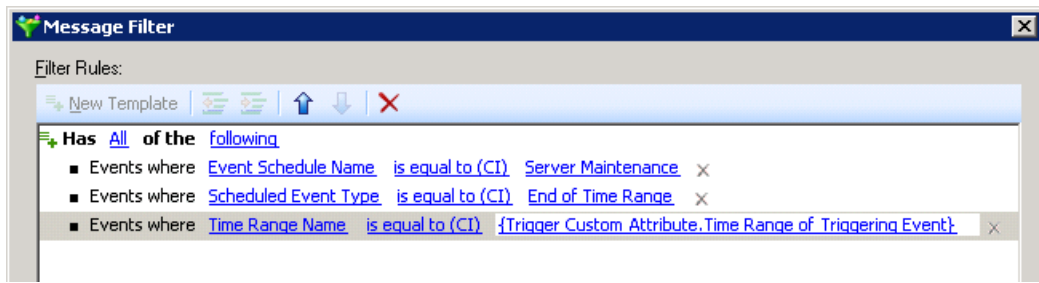 Message Filter
Filter Rules:
New Template
Has All of the following
Events where Event Schedule Name is equal to (CI) Server Maintenance
Events where Scheduled Event Type is equal to (CI) End of Time Range
Events where Time Range Name is equal to (CI) {Trigger Custom Attribute.Time Range of Triggering Event}